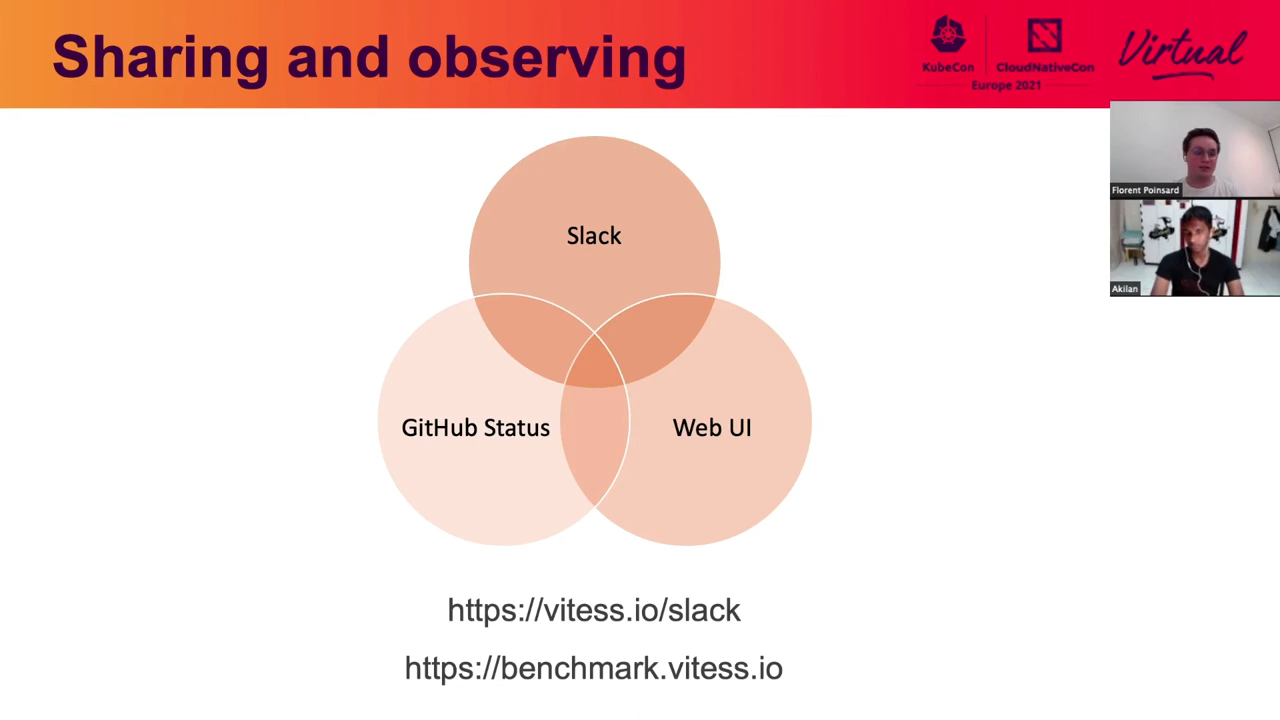 Sharing and observing
KubeCon
CloudNativeCon
Europe 2021
Virtual
Florent Poinsard
Akilan
Slack
GitHub Status
Web UI
https://vitess.io/slack
https://benchmark.vitess.io